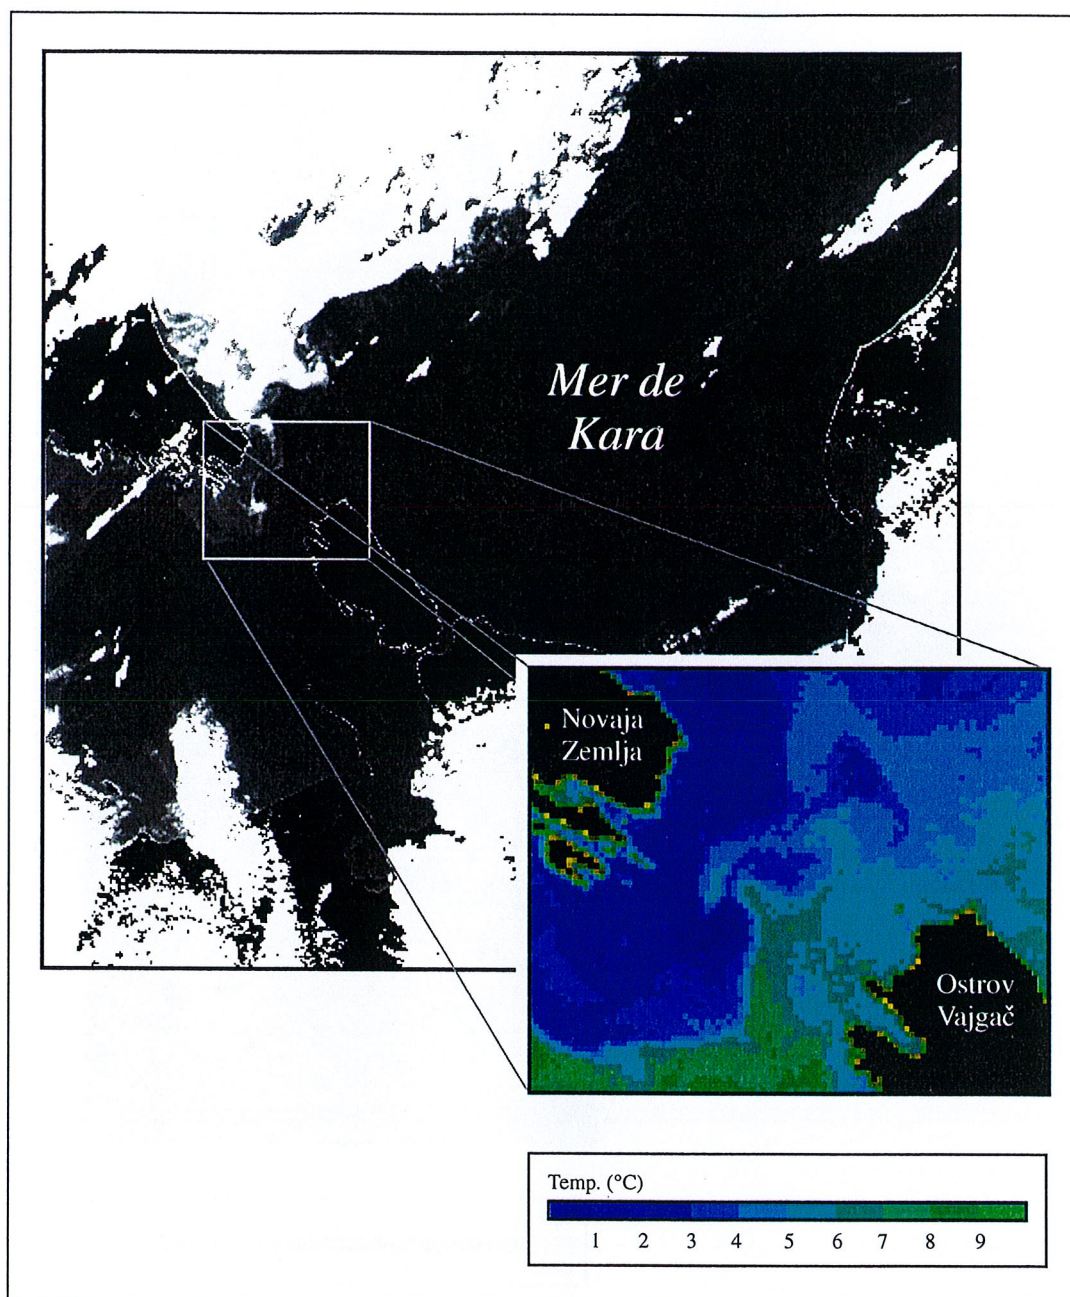 Mer de
Kara
Novaja
Zemlja
Ostrov
Vajgač
Temp. (°C)
1 2 3 4 5 6 7 8 9